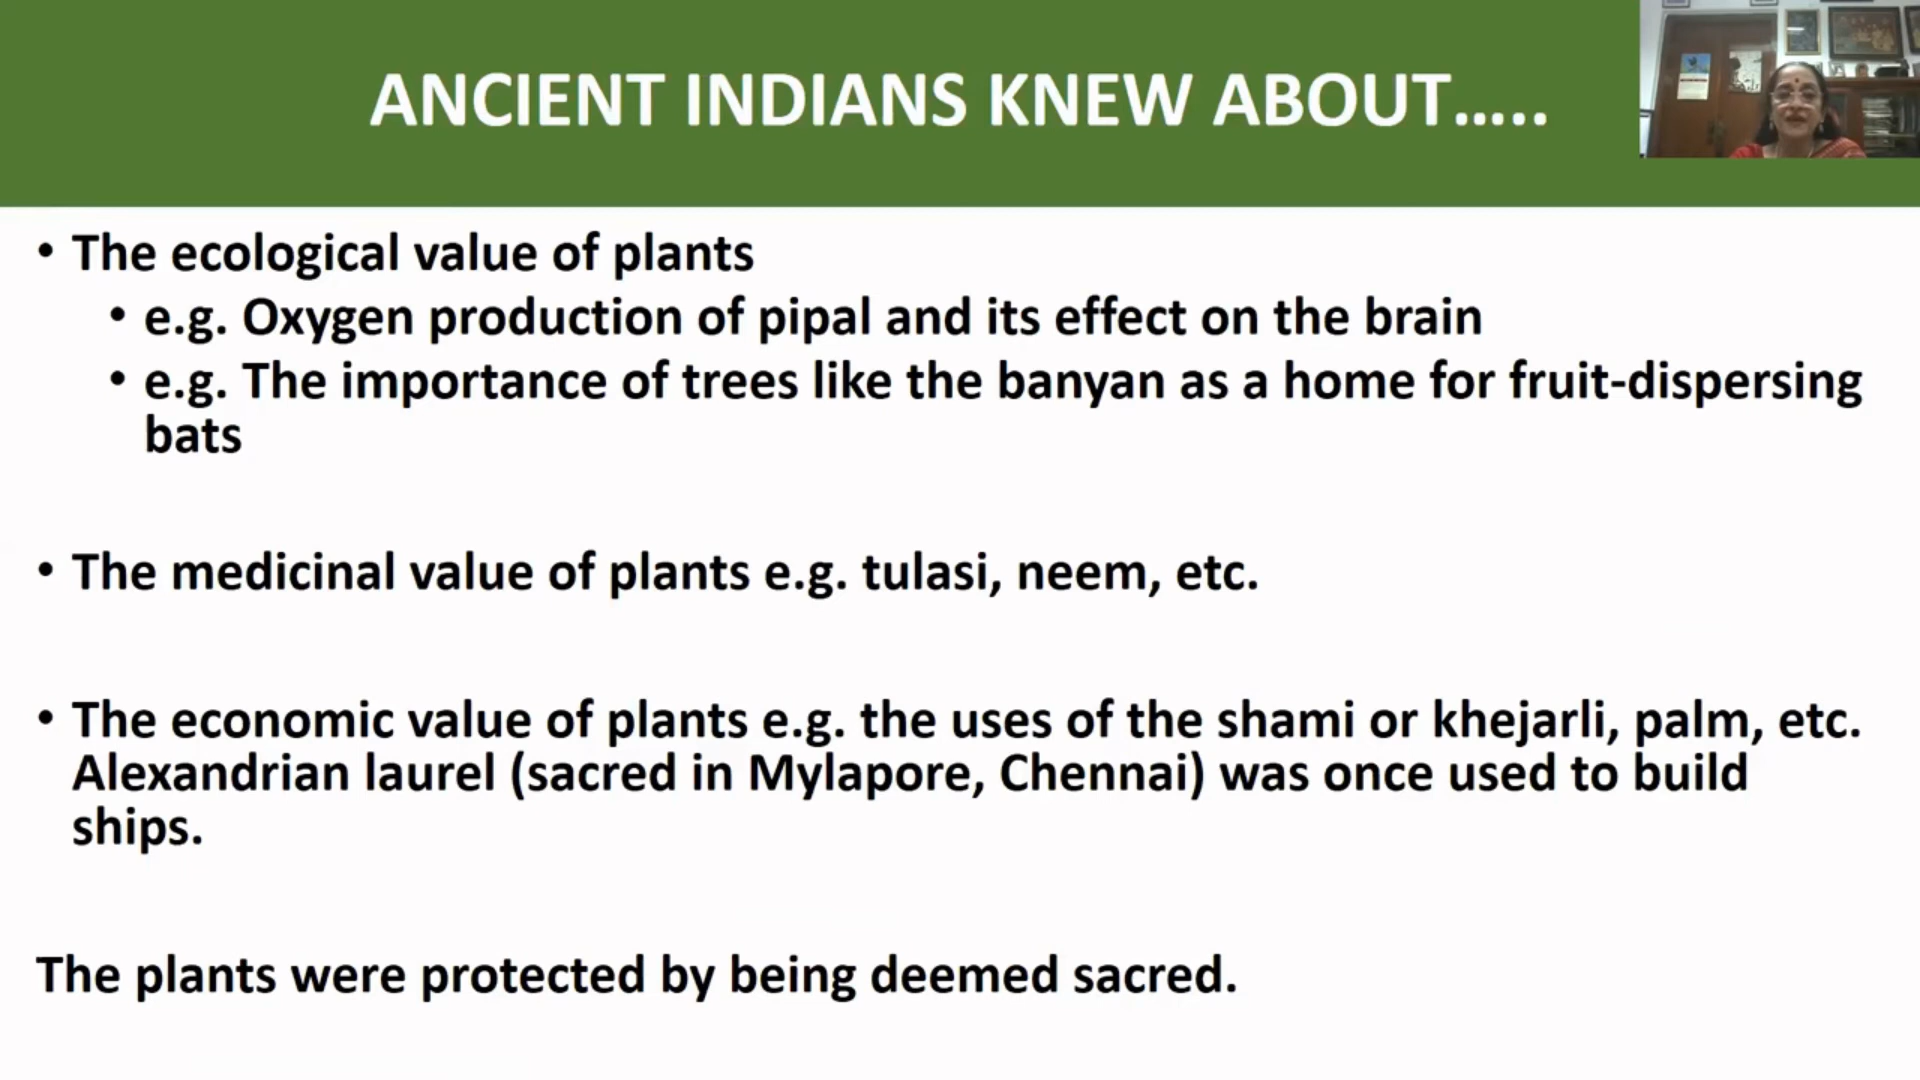 ANCIENT INDIANS KNEW ABOUT.....
• The ecological value of plants
• e.g. Oxygen production of pipal and its effect on the brain
• e.g. The importance of trees like the banyan as a home for fruit-dispersing
bats
• The medicinal value of plants e.g. tulasi, neem, etc.
• The economic value of plants e.g. the uses of the shami or khejarli, palm, etc.
Alexandrian laurel (sacred in Mylapore, Chennai) was once used to build
ships.
The plants were protected by being deemed sacred.